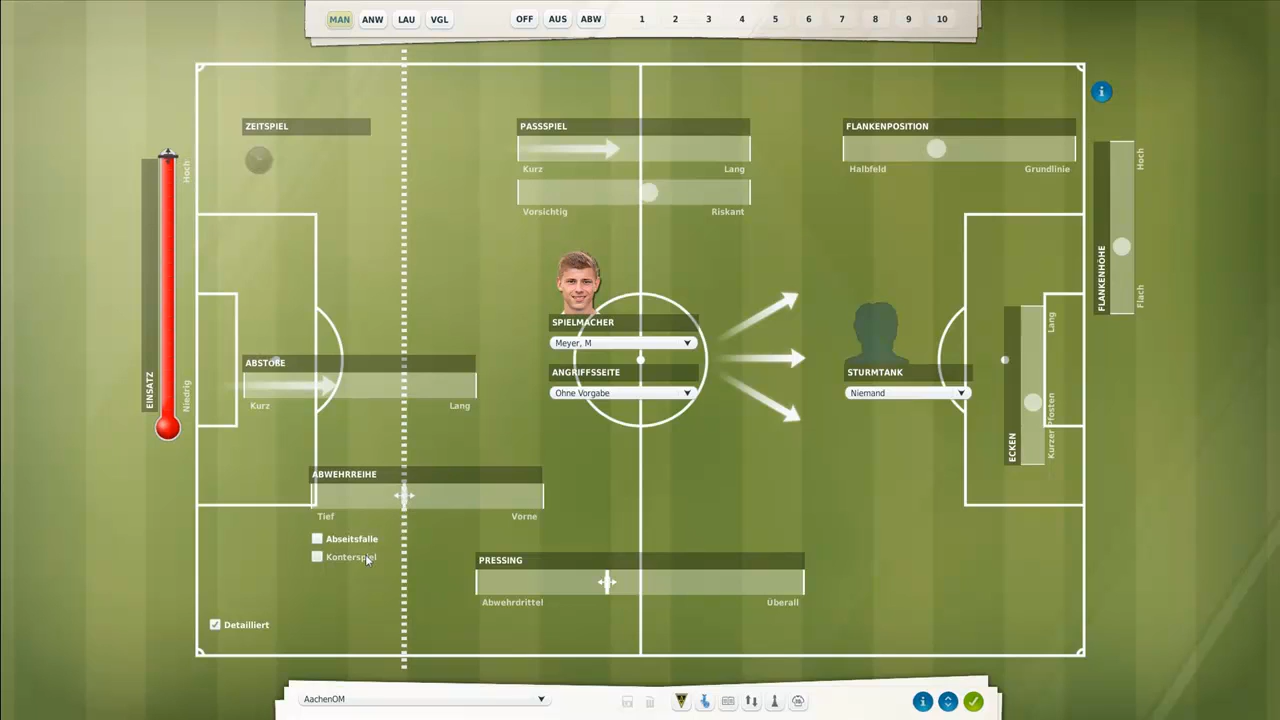 MAN ANW LAU VGL OFF AUS ABW 1 2 3 4 5 6 7 8 9 10
ZEITSPIEL
PASSSPIEL
Kurz Lang
Vorsichtig Riskant
FLANKENPOSITION
Halbfeld Grundlinie
EINSATZ
Hoch
Niedrig
FLANKENHÖHE
Hoch
Flach
SPIELMACHER
Meyer, M
ANGRIFFSSEITE
Ohne Vorgabe
STURMTANK
Niemand
ECKEN
Lang
Kurzer Pfosten
ABSTÖßE
Kurz Lang
ABWEHRREIHE
Tief Vorne
Abseitsfalle
Konterspiel
PRESSING
Abwehrdrittel Überall
Detailliert
AachenOM